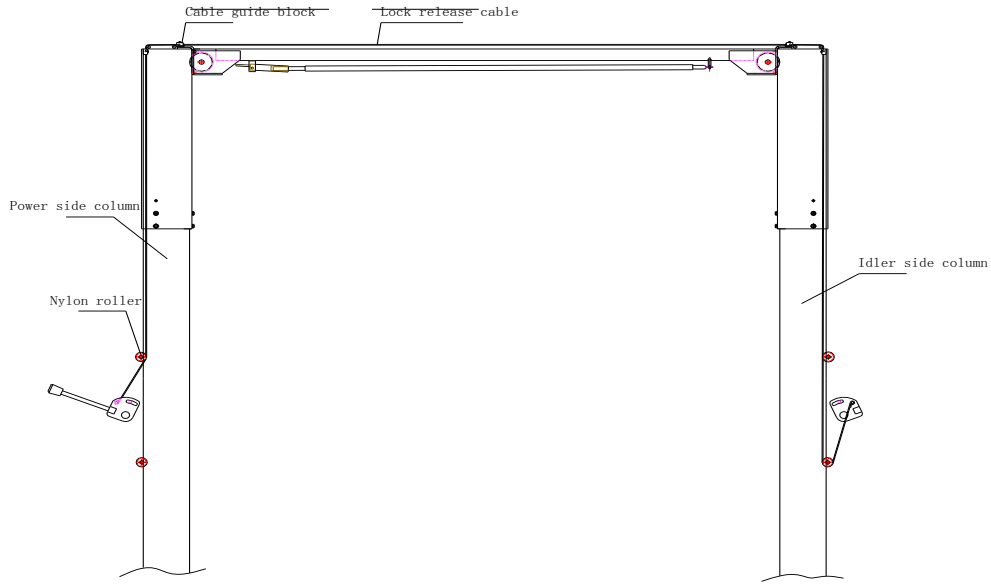 Cable guide block
Lock release cable
Power side column
Idler side column
Nylon roller